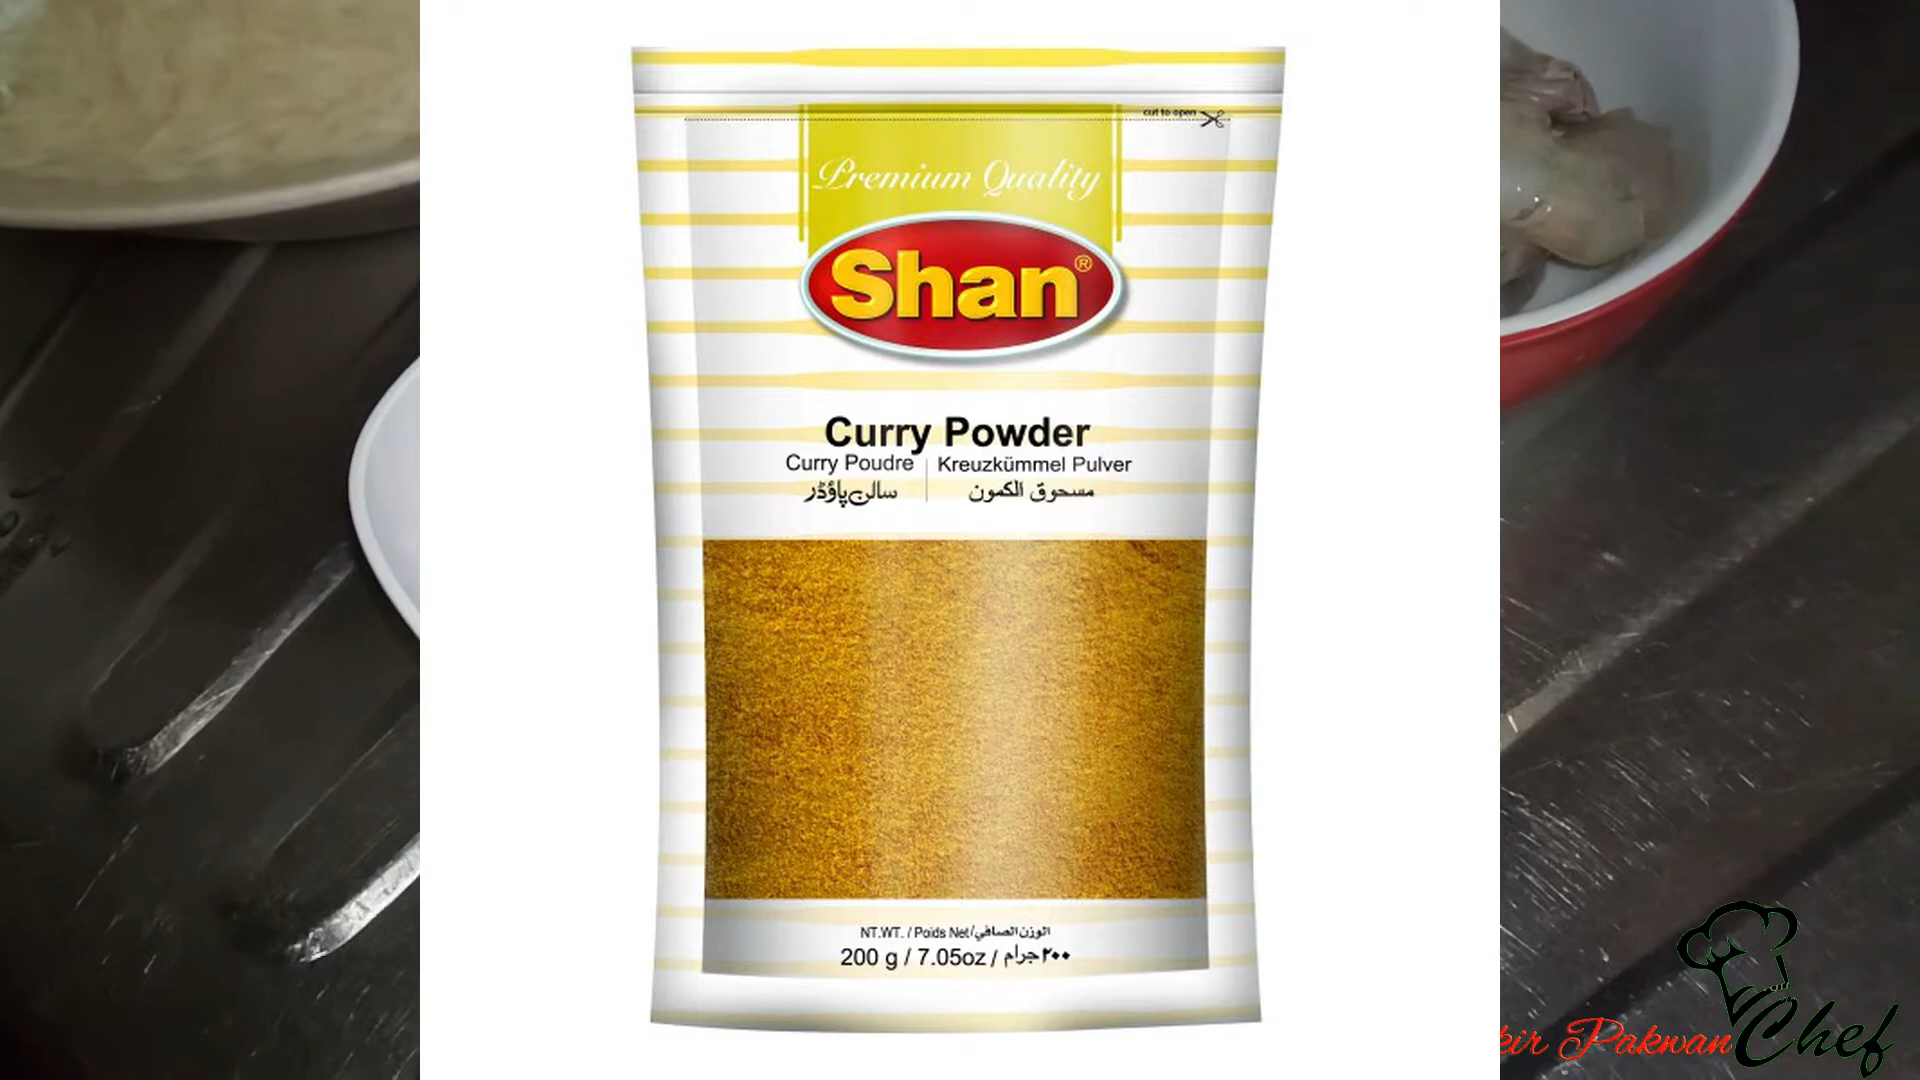 cut to open
Premium Quality
Shan®
Curry Powder
Curry Poudre
Kreuzkümmel Pulver
سالن پاؤڈر
مسحوق الكمون
NT.WT. / Poids Net/الوزن الصافي
200 g / 7.05oz / ٢٠٠ جرام
Pakwan
Chef